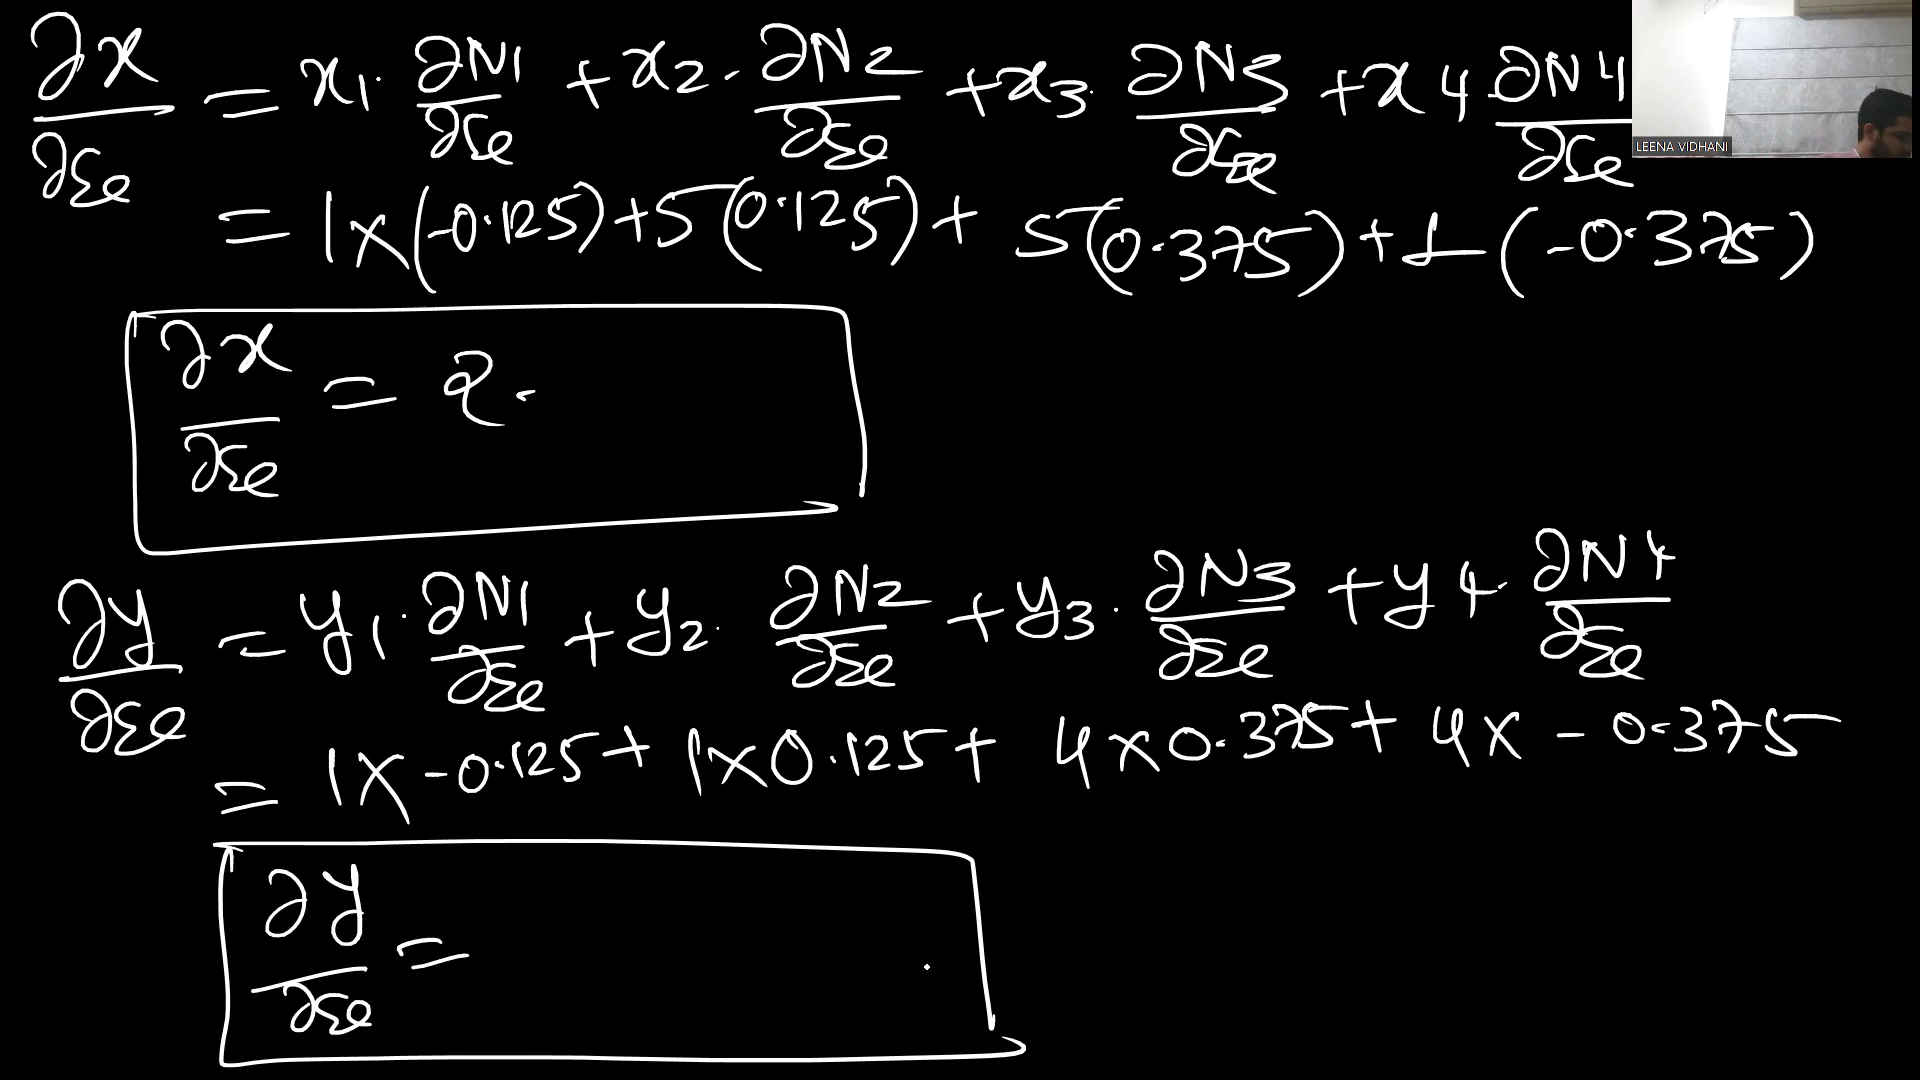 ∂x/∂ξe = x1·∂N1/∂ξe + x2·∂N2/∂ξe + x3·∂N3/∂ξe + x4·∂N4/∂ξe
LEENA VIDHANI
= 1×(-0.125)+5(0.125)+5(0.375)+1(-0.375)
∂x/∂ξe = 2.
∂y/∂ξe = y1·∂N1/∂ξe + y2·∂N2/∂ξe + y3·∂N3/∂ξe + y4·∂N4/∂ξe
= 1×-0.125+1×0.125+4×0.375+4×-0.375
∂y/∂ξe =